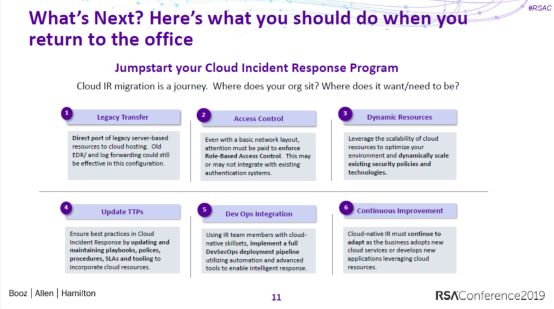 #RSAC
What's Next? Here's what you should do when you
return to the office
Jumpstart your Cloud Incident Response Program
Cloud IR migration is a journey. Where does your org sit? Where does it want/need to be?
1
Legacy Transfer
Direct port of legacy server-based
resources to cloud hosting. Old
EDR/ and log forwarding could still
be effective in this configuration.
2
Access Control
Even with a basic network layout,
attention must be paid to enforce
Role-Based Access Control. This may
or may not integrate with existing
authentication systems.
3
Dynamic Resources
Leverage the scalability of cloud
resources to optimize your
environment and dynamically scale
existing security policies and
technologies.
4
Update TTPs
Ensure best practices in Cloud
Incident Response by updating and
maintaining playbooks, polices,
procedures, SLAs and tooling to
incorporate cloud resources.
5
Dev Ops Integration
Using IR team members with cloud-
native skillsets, implement a full
DevSecOps deployment pipeline
utilizing automation and advanced
tools to enable intelligent response.
6
Continuous Improvement
Cloud-native IR must continue to
adapt as the business adopts new
cloud services or develops new
applications leveraging cloud
resources.
Booz | Allen | Hamilton
11
RSAConference2019